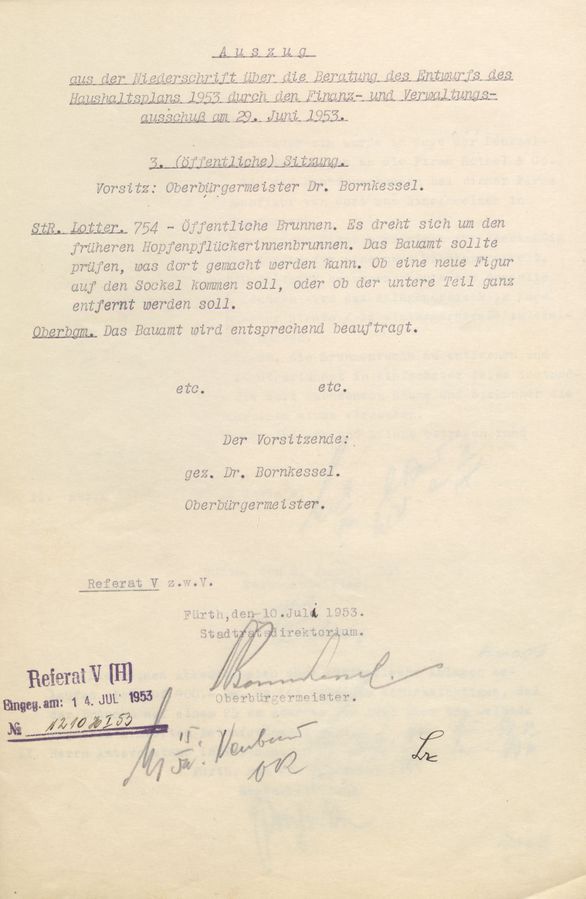 Auszug
aus der Niederschrift über die Beratung des Entwurfs des
Haushaltsplans 1953 durch den Finanz- und Verwaltungs-
ausschuß am 29. Juni 1953.
3. (öffentliche) Sitzung.
Vorsitz: Oberbürgermeister Dr. Bornkessel.
StR. Lotter. 754 - Öffentliche Brunnen. Es dreht sich um den
früheren Hopfenpflückerinnenbrunnen. Das Bauamt sollte
prüfen, was dort gemacht werden kann. Ob eine neue Figur
auf den Sockel kommen soll, oder ob der untere Teil ganz
entfernt werden soll.
Oberbgm. Das Bauamt wird entsprechend beauftragt.
etc. etc.
Der Vorsitzende:
gez. Dr. Bornkessel.
Oberbürgermeister.
Referat V z.w.V.
Fürth, den 10. Juli 1953.
Stadtratsdirektorium.
Bornkessel.
Oberbürgermeister.
Referat V (H)
Eingeg. am: 14. JUL 1953
№